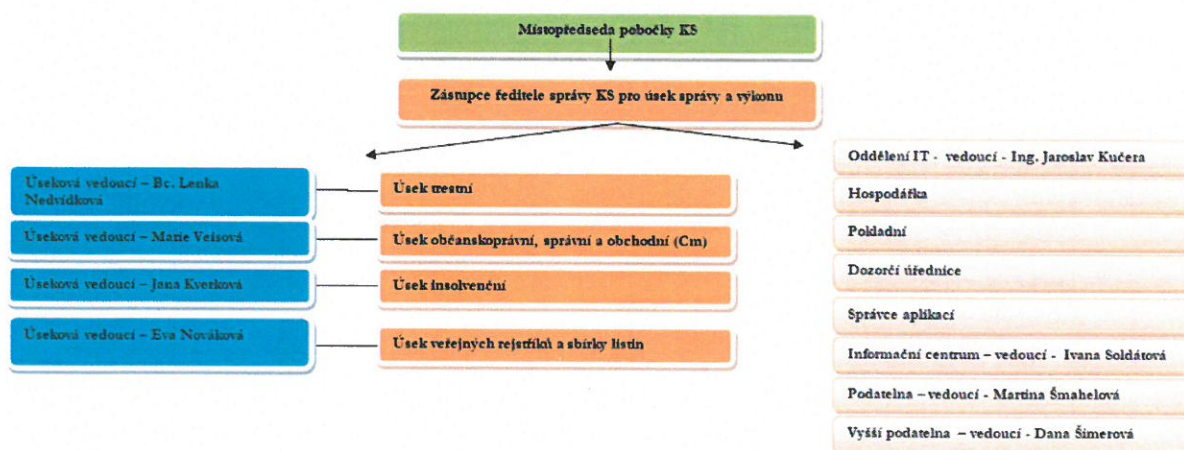 Místopředseda pobočky KS
Zástupce ředitele správy KS pro úsek správy a výkonu
Úseková vedoucí – Bc. Lenka
Nedvídková
Úsek trestní
Úseková vedoucí – Marie Veisová
Úsek občanskoprávní, správní a obchodní (Cm)
Úseková vedoucí – Jana Kverková
Úsek insolvenční
Úseková vedoucí – Eva Nováková
Úsek veřejných rejstříků a sbírky listin
Oddělení IT - vedoucí - Ing. Jaroslav Kučera
Hospodářka
Pokladní
Dozorčí úřednice
Správce aplikací
Informační centrum – vedoucí - Ivana Soldátová
Podatelna – vedoucí - Martina Šmahelová
Vyšší podatelna – vedoucí - Dana Šimerová